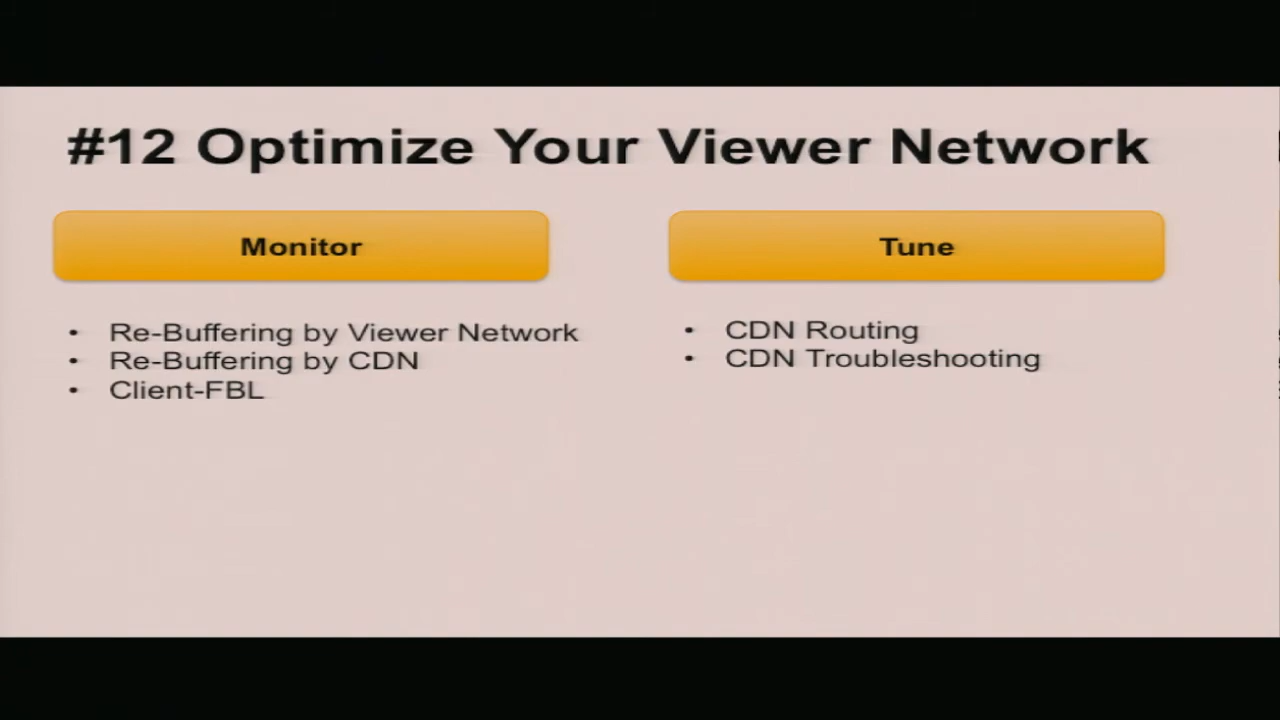 #12 Optimize Your Viewer Network
Monitor
• Re-Buffering by Viewer Network
• Re-Buffering by CDN
• Client-FBL
Tune
• CDN Routing
• CDN Troubleshooting